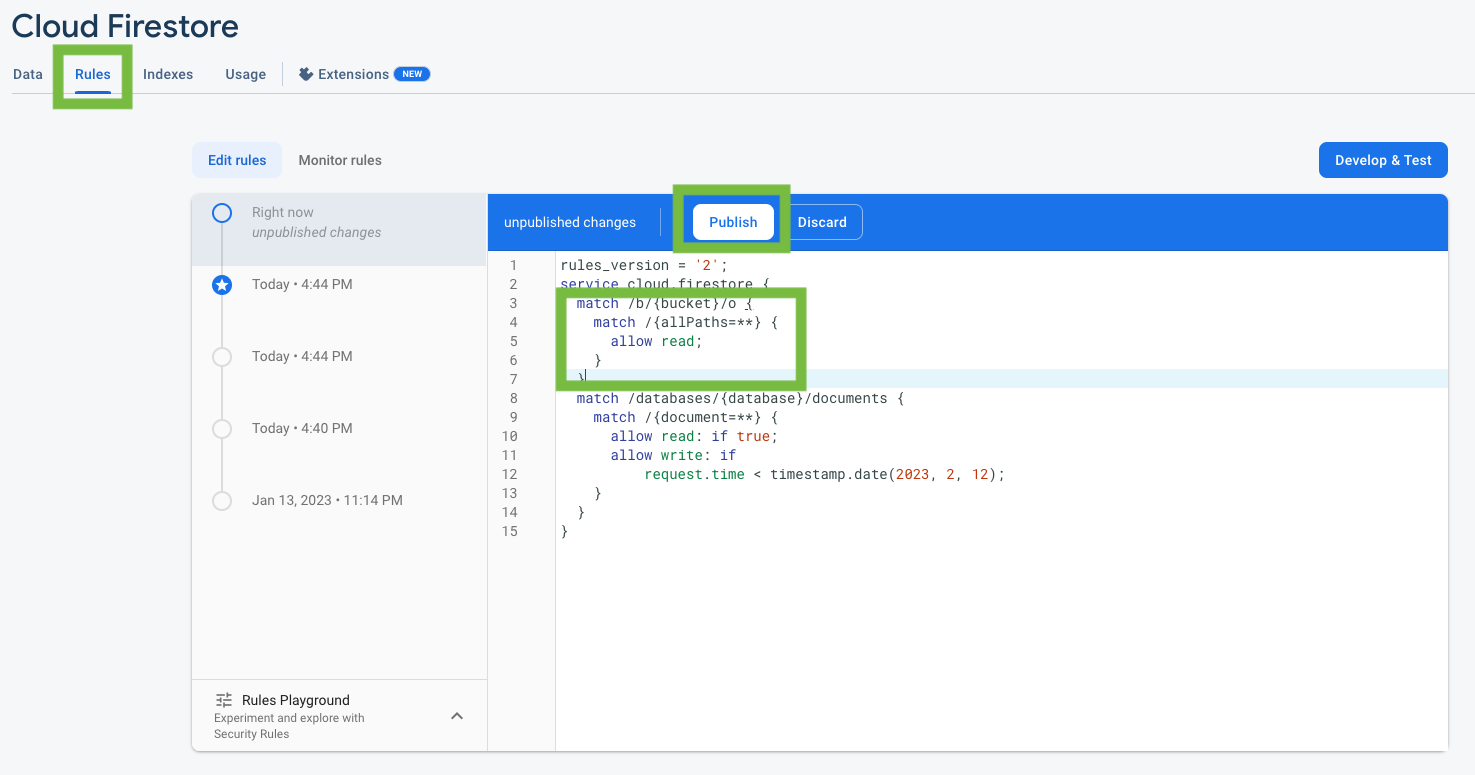 Cloud Firestore
Data Rules Indexes Usage Extensions NEW
Edit rules Monitor rules Develop & Test
Right now
unpublished changes
Today • 4:44 PM
Today • 4:44 PM
Today • 4:40 PM
Jan 13, 2023 • 11:14 PM
Rules Playground
Experiment and explore with
Security Rules
unpublished changes Publish Discard
1 rules_version = '2';
2 service cloud.firestore {
3 match /b/{bucket}/o {
4 match /{allPaths=**} {
5 allow read;
6 }
7 }
8 match /databases/{database}/documents {
9 match /{document=**} {
10 allow read: if true;
11 allow write: if
12 request.time < timestamp.date(2023, 2, 12);
13 }
14 }
15 }